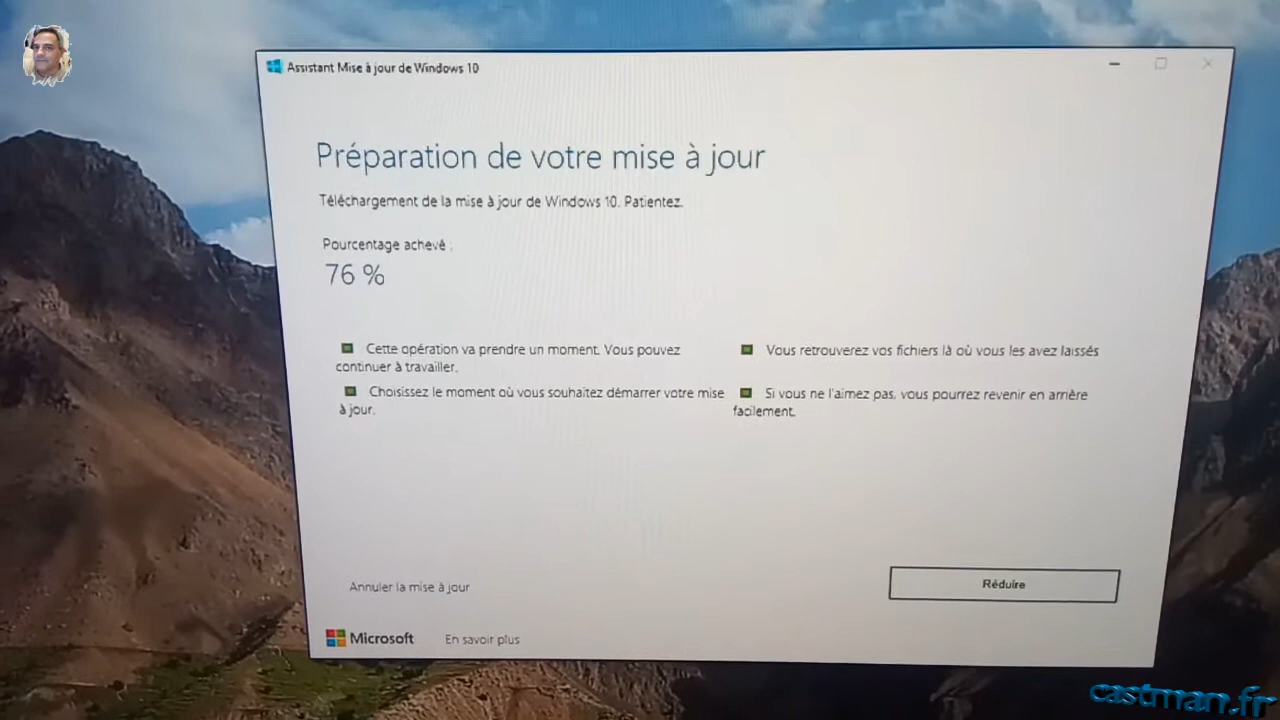 Assistant Mise à jour de Windows 10
Préparation de votre mise à jour
Téléchargement de la mise à jour de Windows 10. Patientez.
Pourcentage achevé :
76 %
Cette opération va prendre un moment. Vous pouvez
continuer à travailler.
Choisissez le moment où vous souhaitez démarrer votre mise
à jour.
Vous retrouverez vos fichiers là où vous les avez laissés
Si vous ne l'aimez pas, vous pourrez revenir en arrière
facilement.
Annuler la mise à jour
Réduire
Microsoft
En savoir plus
castman.fr